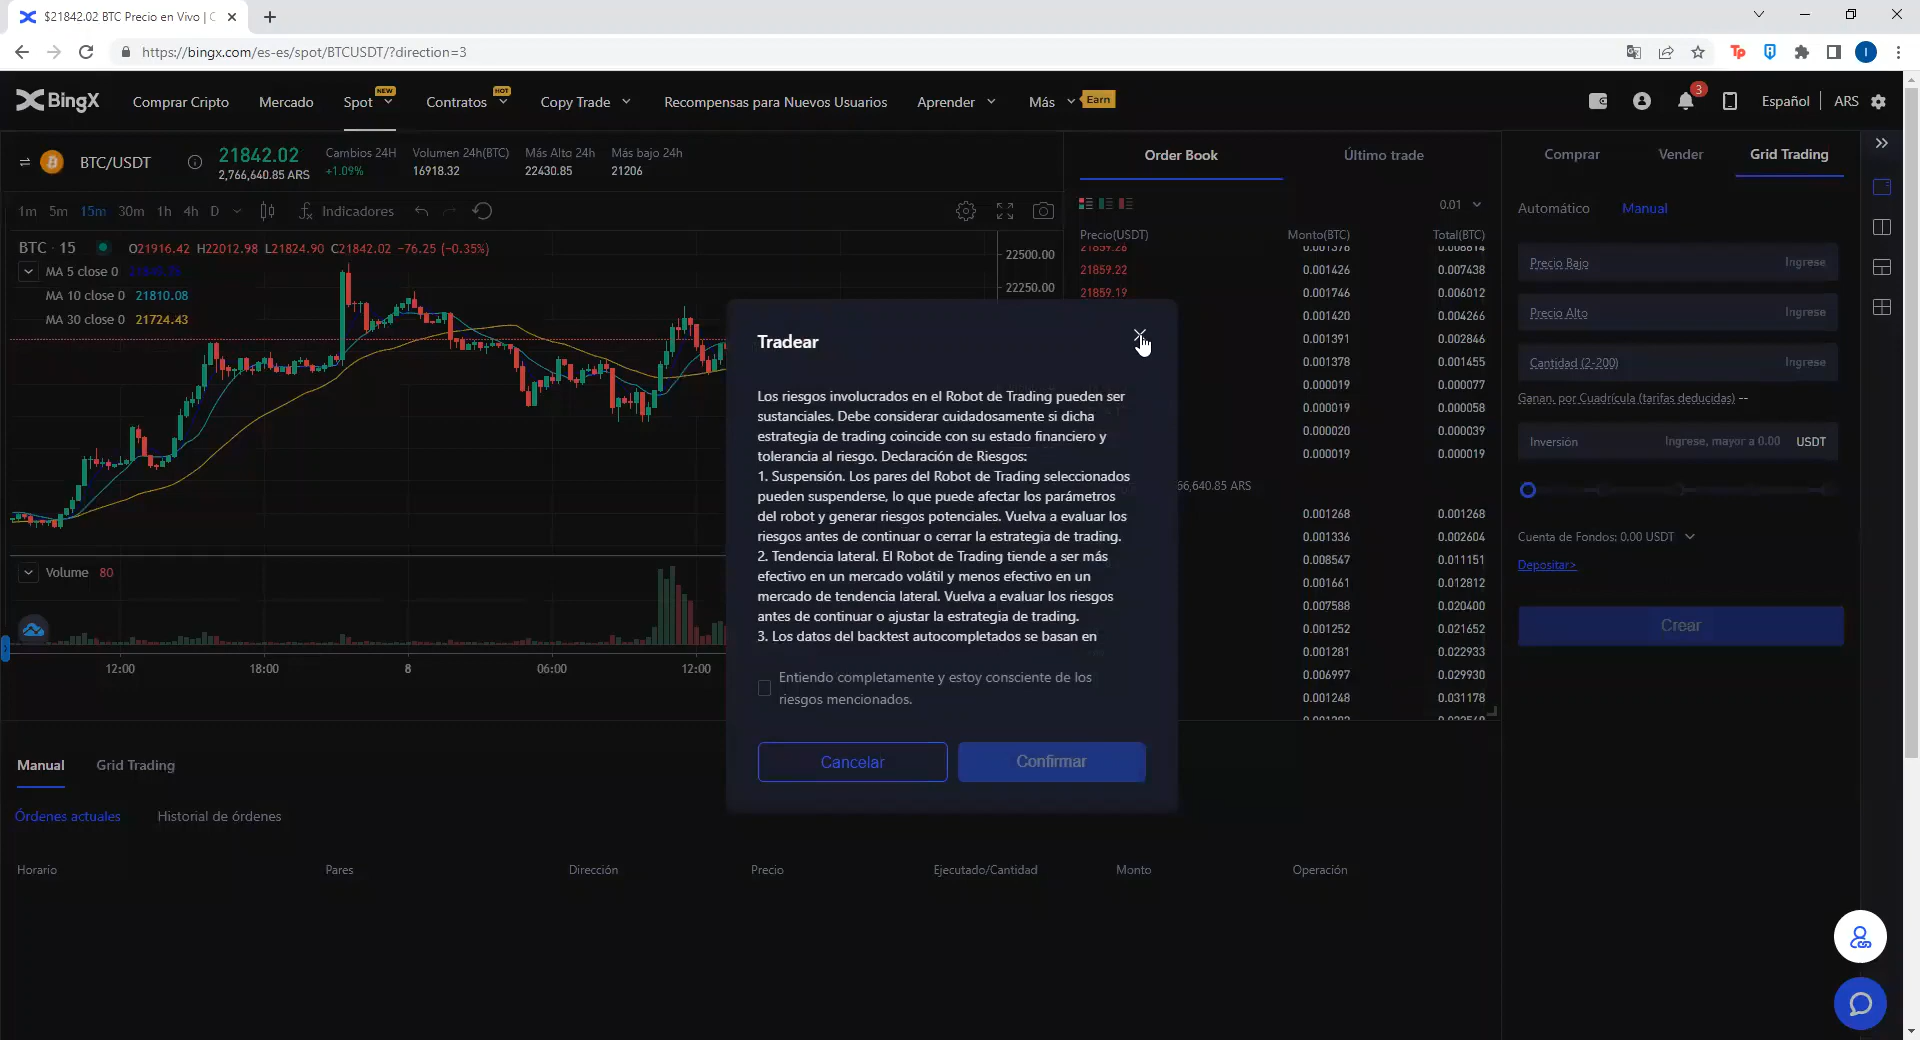 $21842.02 BTC Precio en Vivo | C
https://bingx.com/es-es/spot/BTCUSDT/?direction=3
BingX
Comprar Cripto
Mercado
Spot
NEW
Contratos
HOT
Copy Trade
Recompensas para Nuevos Usuarios
Aprender
Más
Earn
3
Español
ARS
BTC/USDT
21842.02
2,766,640.85 ARS
Cambios 24H
+1.09%
Volumen 24h(BTC)
16918.32
Más Alto 24h
22430.85
Más bajo 24h
21206
1m 5m 15m 30m 1h 4h D
Indicadores
BTC · 15
O21916.42 H22012.98 L21824.90 C21842.02 −76.25 (−0.35%)
MA 5 close 0
MA 10 close 0 21810.08
MA 30 close 0 21724.43
22500.00
22250.00
Volume 80
12:00 18:00 8 06:00 12:00
Order Book
Último trade
0.01
Precio(USDT) Monto(BTC) Total(BTC)
21859.28 0.001378 0.008814
21859.22 0.001426 0.007438
21859.19 0.001746 0.006012
0.001420 0.004266
0.001391 0.002846
0.001378 0.001455
0.000019 0.000077
0.000019 0.000058
0.000020 0.000039
0.000019 0.000019
66,640.85 ARS
0.001268 0.001268
0.001336 0.002604
0.008547 0.011151
0.001661 0.012812
0.007588 0.020400
0.001252 0.021652
0.001281 0.022933
0.006997 0.029930
0.001248 0.031178
Comprar
Vender
Grid Trading
Automático
Manual
Precio Bajo Ingrese
Precio Alto Ingrese
Cantidad (2-200) Ingrese
Ganan. por Cuadrícula (tarifas deducidas) --
Inversión Ingrese, mayor a 0.00 USDT
Cuenta de Fondos: 0.00 USDT
Depositar>
Crear
Tradear
Los riesgos involucrados en el Robot de Trading pueden ser
sustanciales. Debe considerar cuidadosamente si dicha
estrategia de trading coincide con su estado financiero y
tolerancia al riesgo. Declaración de Riesgos:
1. Suspensión. Los pares del Robot de Trading seleccionados
pueden suspenderse, lo que puede afectar los parámetros
del robot y generar riesgos potenciales. Vuelva a evaluar los
riesgos antes de continuar o cerrar la estrategia de trading.
2. Tendencia lateral. El Robot de Trading tiende a ser más
efectivo en un mercado volátil y menos efectivo en un
mercado de tendencia lateral. Vuelva a evaluar los riesgos
antes de continuar o ajustar la estrategia de trading.
3. Los datos del backtest autocompletados se basan en
Entiendo completamente y estoy consciente de los
riesgos mencionados.
Cancelar
Confirmar
Manual
Grid Trading
Órdenes actuales
Historial de órdenes
Horario Pares Dirección Precio Ejecutado/Cantidad Monto Operación